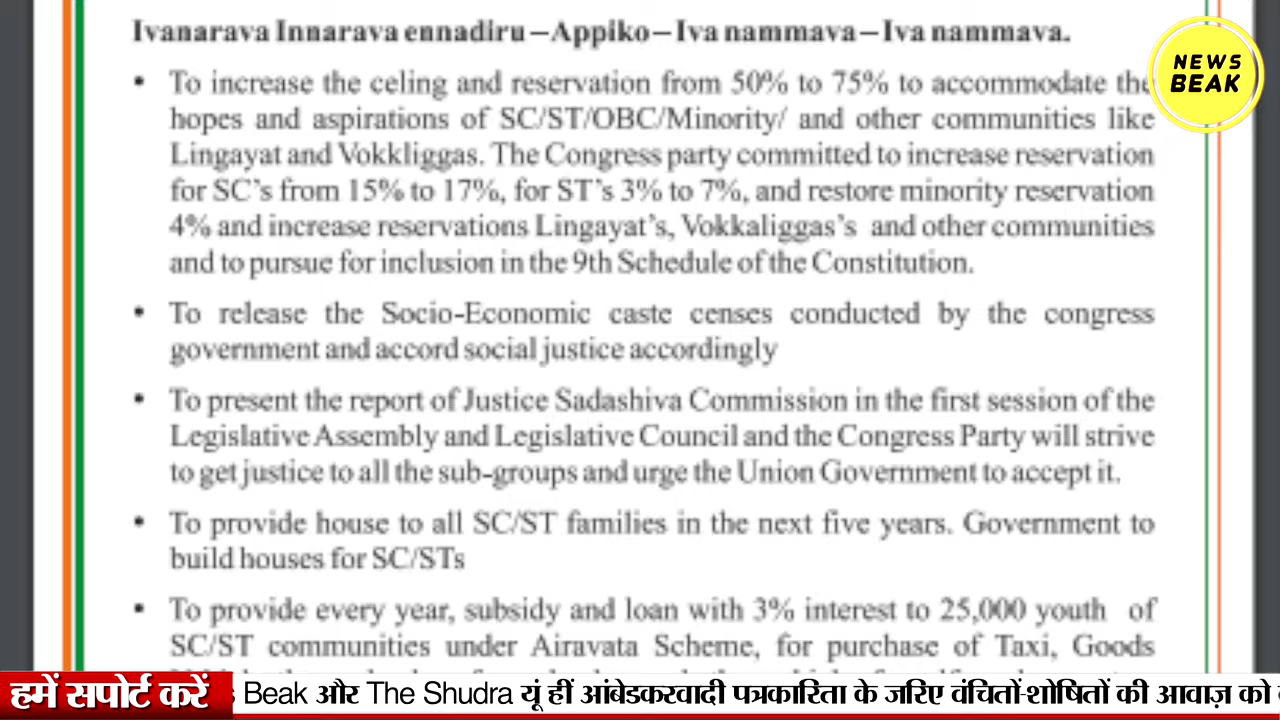 Ivanarava Innarava ennadiru – Appiko – Iva nammava – Iva nammava.
NEWS
BEAK
• To increase the celing and reservation from 50% to 75% to accommodate the
hopes and aspirations of SC/ST/OBC/Minority/ and other communities like
Lingayat and Vokkliggas. The Congress party committed to increase reservation
for SC's from 15% to 17%, for ST's 3% to 7%, and restore minority reservation
4% and increase reservations Lingayat's, Vokkaliggas's and other communities
and to pursue for inclusion in the 9th Schedule of the Constitution.
• To release the Socio-Economic caste censes conducted by the congress
government and accord social justice accordingly
• To present the report of Justice Sadashiva Commission in the first session of the
Legislative Assembly and Legislative Council and the Congress Party will strive
to get justice to all the sub-groups and urge the Union Government to accept it.
• To provide house to all SC/ST families in the next five years. Government to
build houses for SC/STs
• To provide every year, subsidy and loan with 3% interest to 25,000 youth of
SC/ST communities under Airavata Scheme, for purchase of Taxi, Goods
हमें सपोर्ट करें
Beak और The Shudra यूं हीं आंबेडकरवादी पत्रकारिता के जरिए वंचितों-शोषितों की आवाज़ को